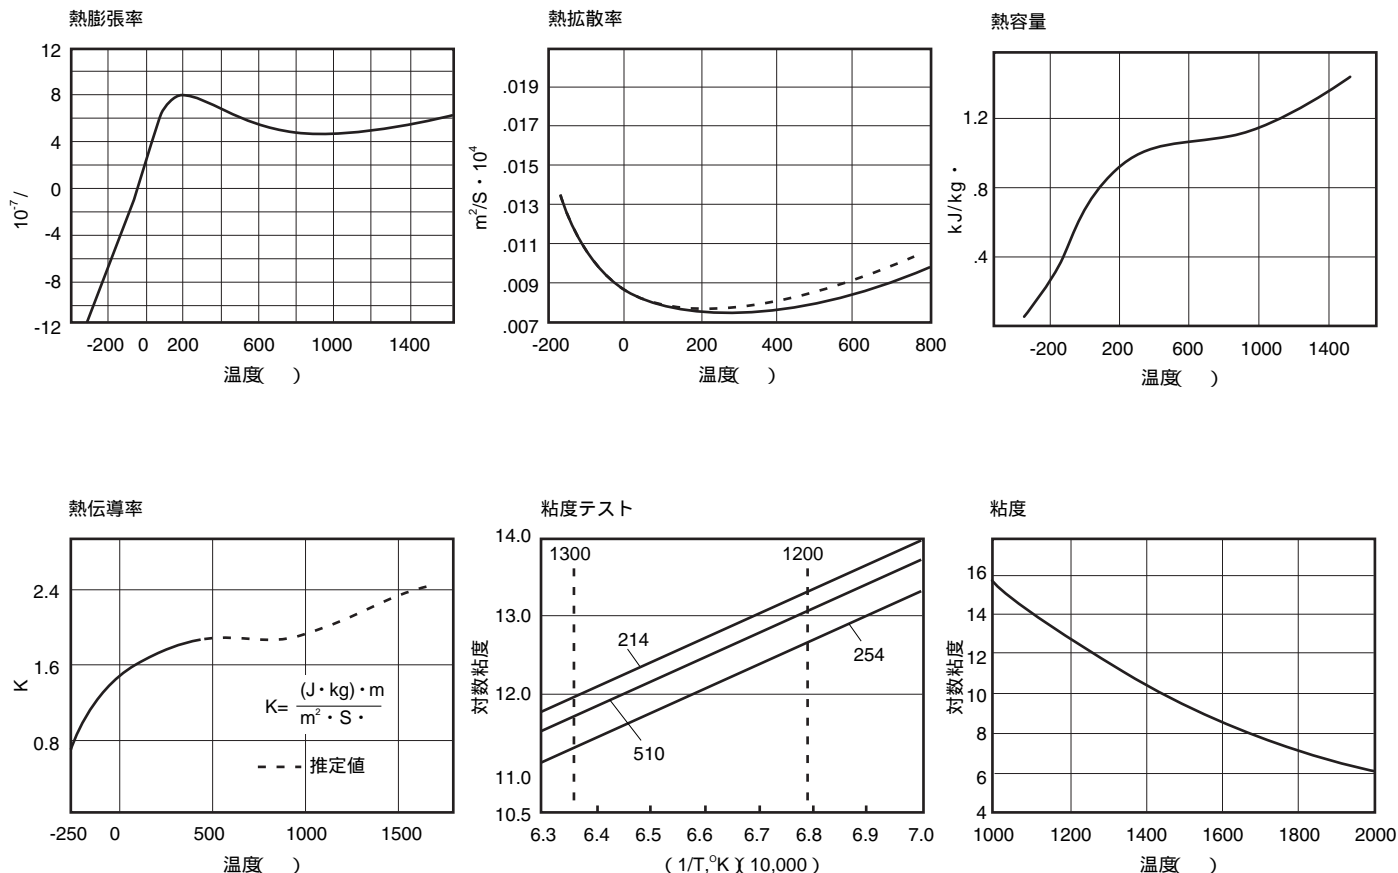 熱膨張率
12
8
4
0
-4
-8
-12
10-7/
-200 0 200 600 1000 1400
温度( )
熱拡散率
.019
.017
.015
.013
.011
.009
.007
m2/S・104
-200 0 200 400 600 800
温度( )
熱容量
1.2
.8
.4
kJ/kg・
-200 200 600 1000 1400
温度( )
熱伝導率
2.4
1.6
0.8
K
K= (J・kg)・m
m2・S・
推定値
-250 0 500 1000 1500
温度( )
粘度テスト
14.0
13.0
12.0
11.0
10.5
対数粘度
1300 1200
214
254
510
6.3 6.4 6.5 6.6 6.7 6.8 6.9 7.0
(1/T,°K)(10,000)
粘度
16
14
12
10
8
6
4
対数粘度
1000 1200 1400 1600 1800 2000
温度( )